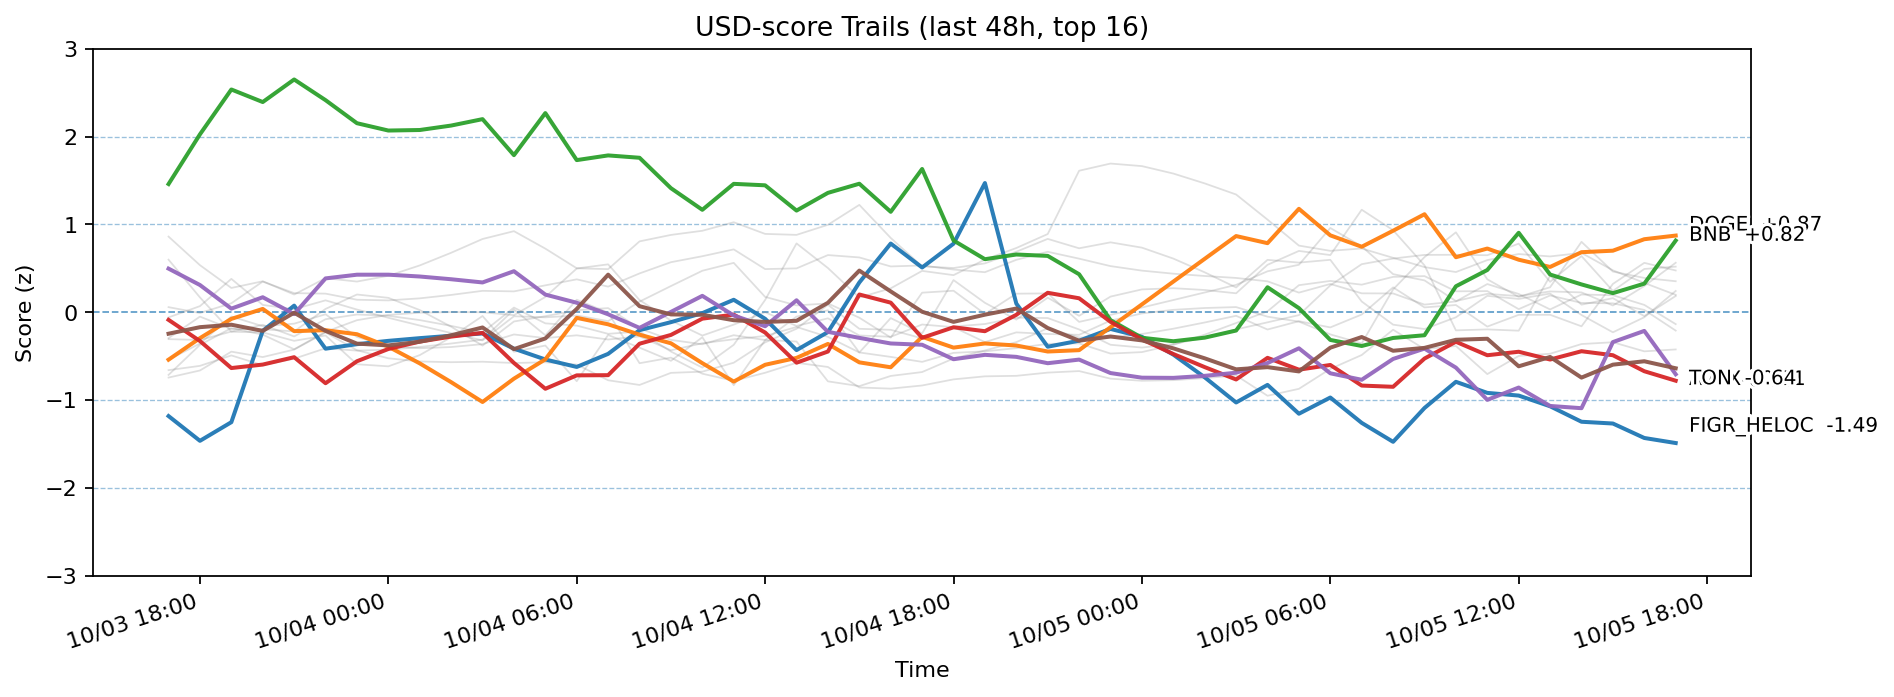 USD-score Trails (last 48h, top 16)
Score (z)
3
2
1
0
−1
−2
−3
DOGE +0.87
BNB +0.82
FIGR_HELOC -1.49
10/03 18:00
10/04 00:00
10/04 06:00
10/04 12:00
10/04 18:00
10/05 00:00
10/05 06:00
10/05 12:00
10/05 18:00
Time